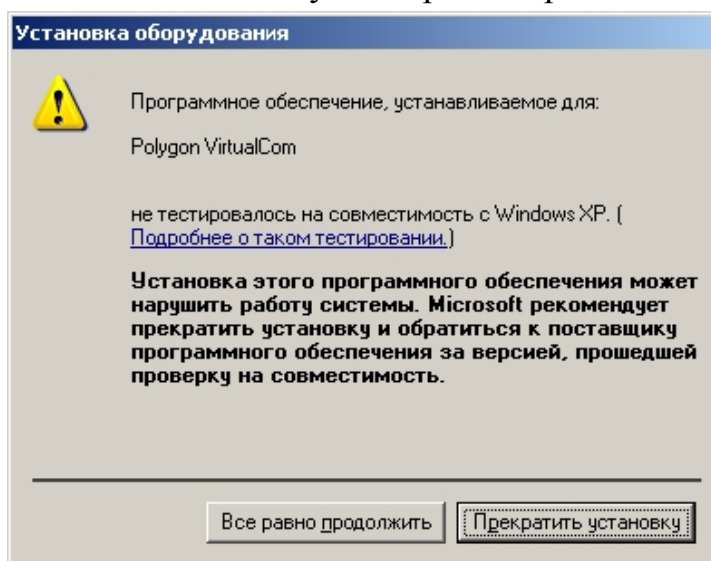 Установка оборудования
Программное обеспечение, устанавливаемое для:
Polygon VirtualCom
не тестировалось на совместимость с Windows XP. (
Подробнее о таком тестировании.)
Установка этого программного обеспечения может
нарушить работу системы. Microsoft рекомендует
прекратить установку и обратиться к поставщику
программного обеспечения за версией, прошедшей
проверку на совместимость.
Все равно продолжить Прекратить установку